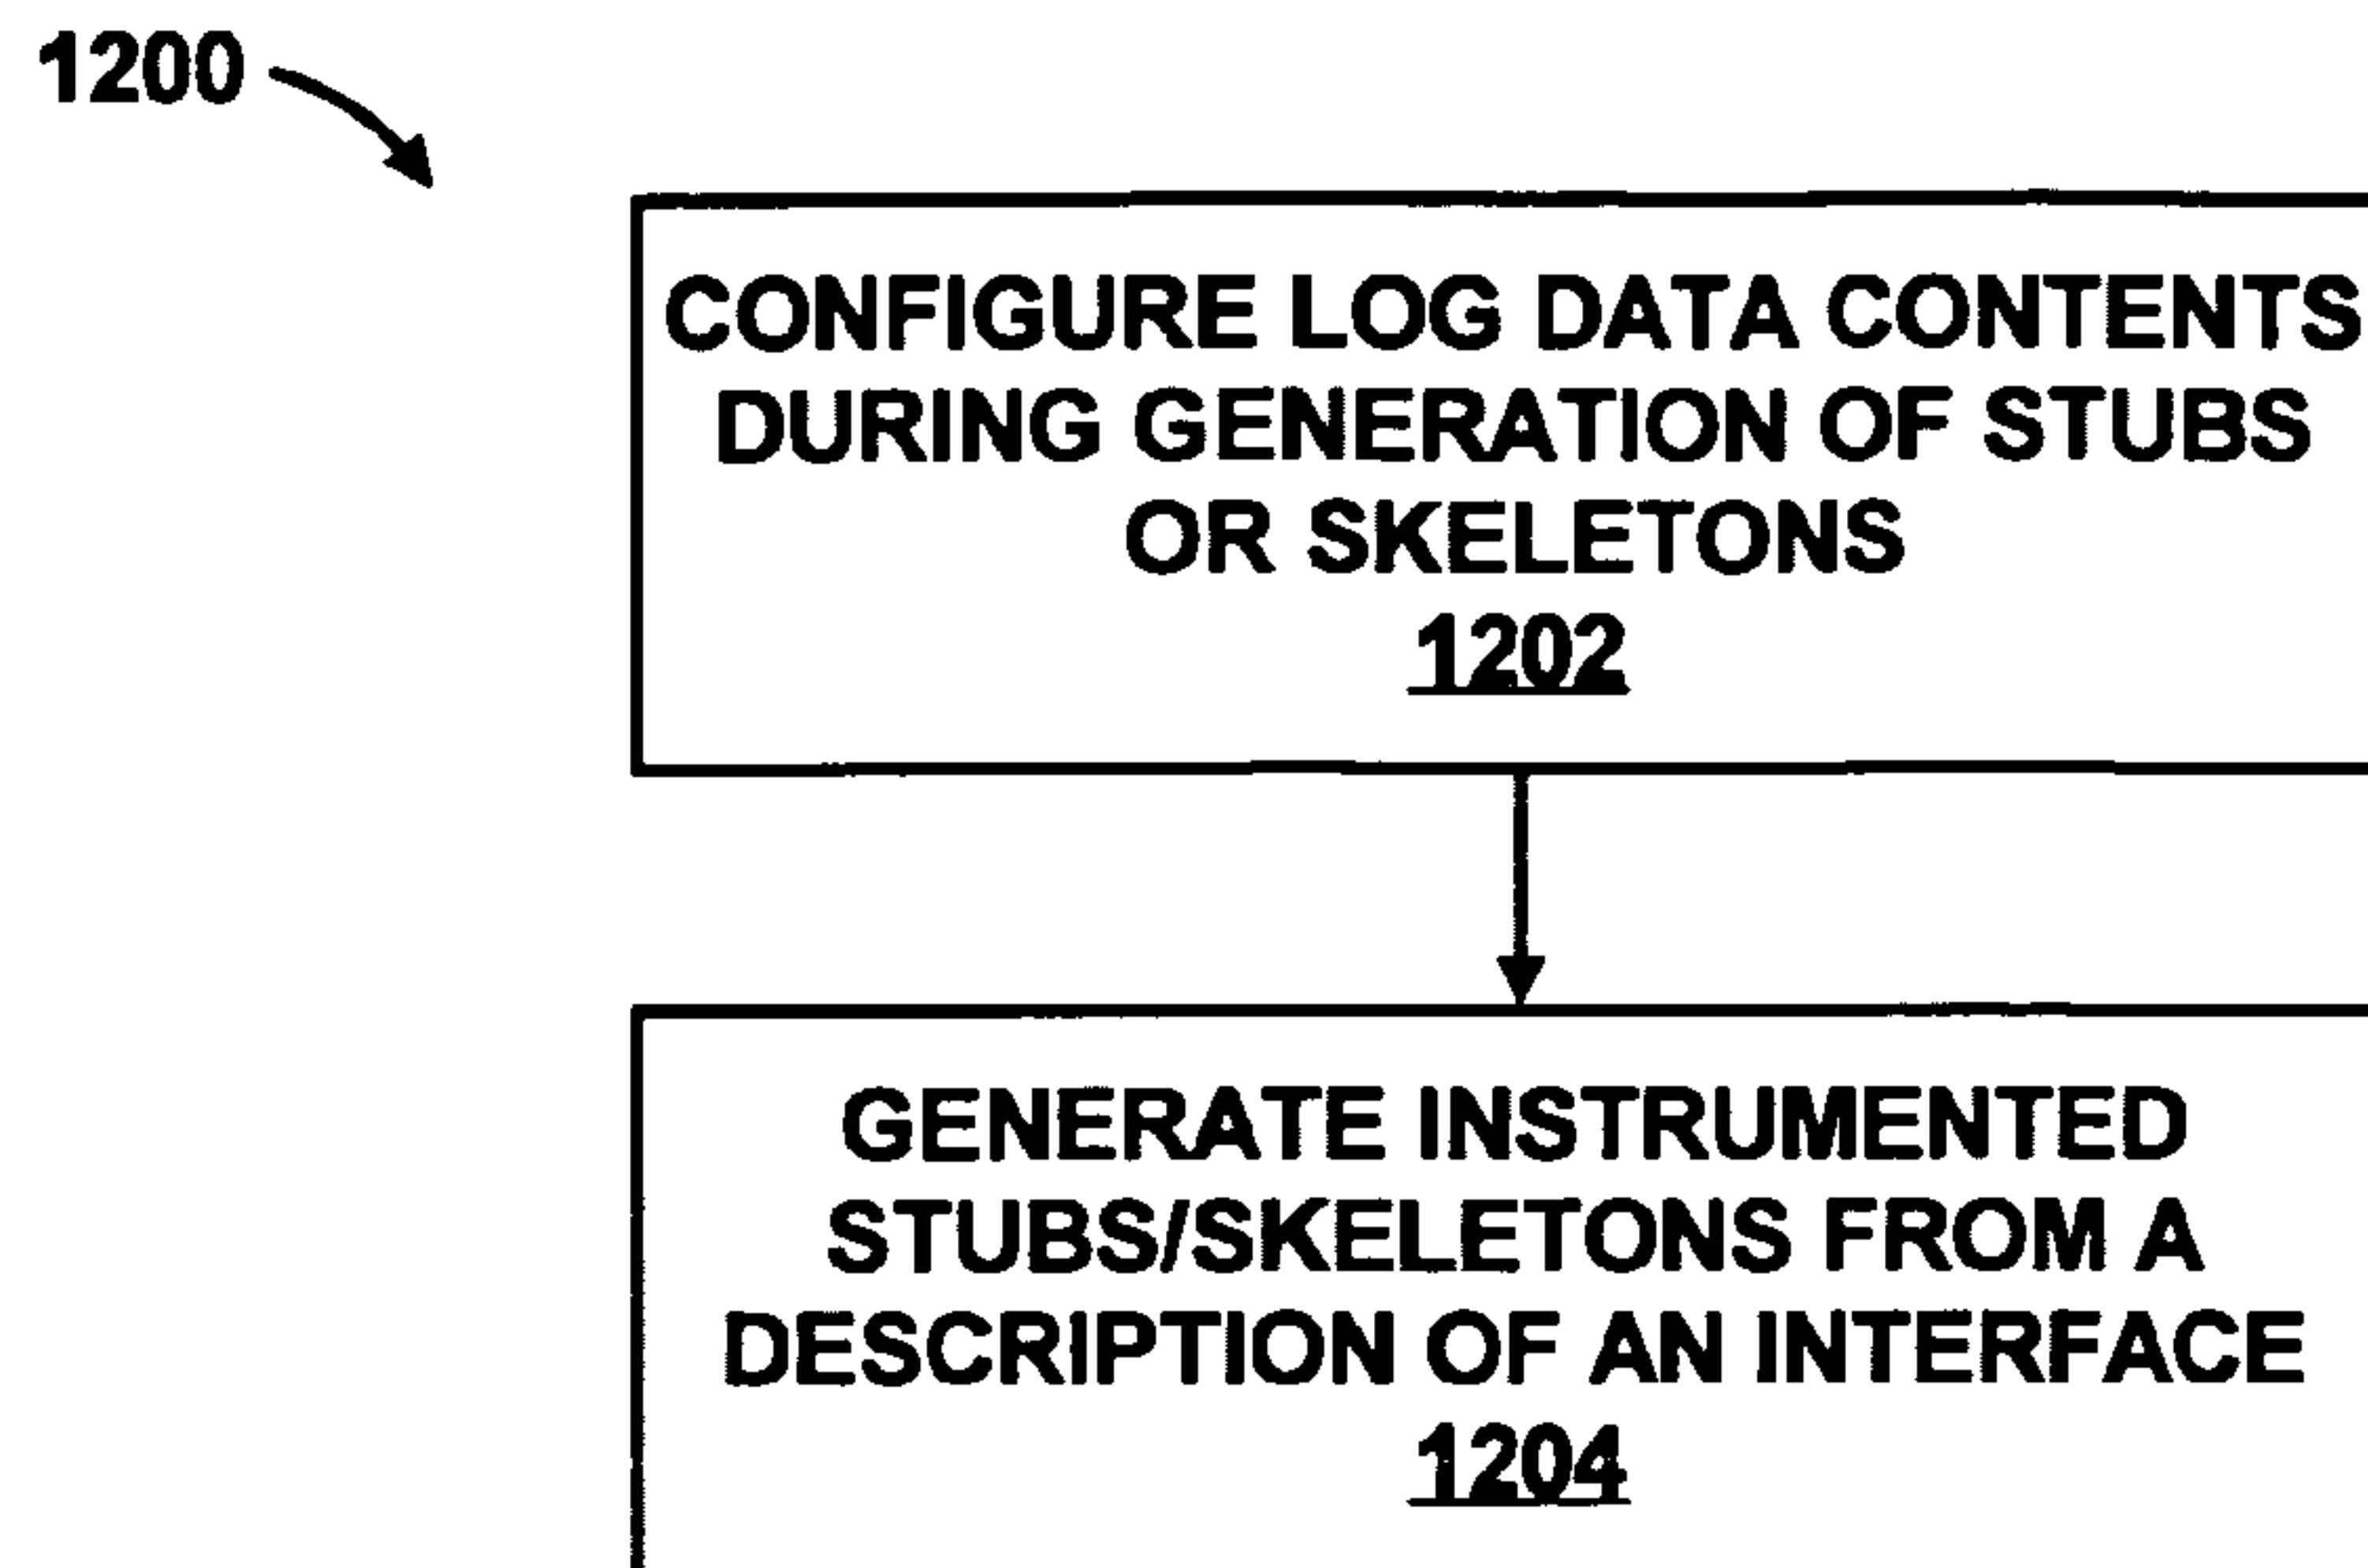 1200
CONFIGURE LOG DATA CONTENTS
DURING GENERATION OF STUBS
OR SKELETONS
1202
GENERATE INSTRUMENTED
STUBS/SKELETONS FROM A
DESCRIPTION OF AN INTERFACE
1204